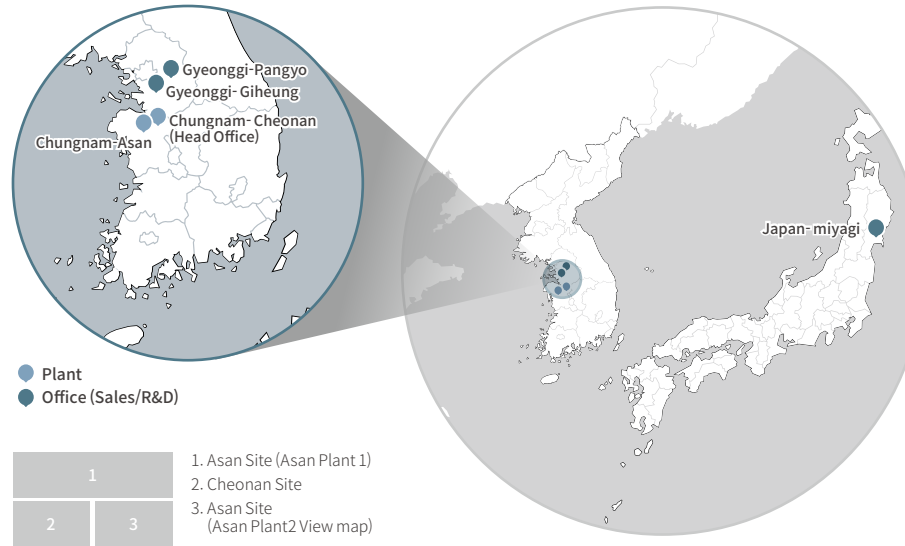 Gyeonggi-Pangyo
Gyeonggi-Giheung
Chungnam-Cheonan
(Head Office)
Chungnam-Asan
Japan-miyagi
Plant
Office (Sales/R&D)
1
2
3
1. Asan Site (Asan Plant 1)
2. Cheonan Site
3. Asan Site
(Asan Plant2 View map)